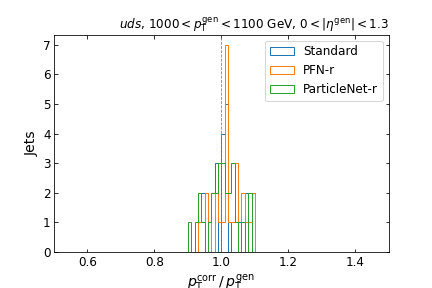 uds, 1000 < p_T^gen < 1100 GeV, 0 < |η^gen| < 1.3
Standard
PFN-r
ParticleNet-r
Jets
7
6
5
4
3
2
1
0
0.6 0.8 1.0 1.2 1.4
p_T^corr / p_T^gen